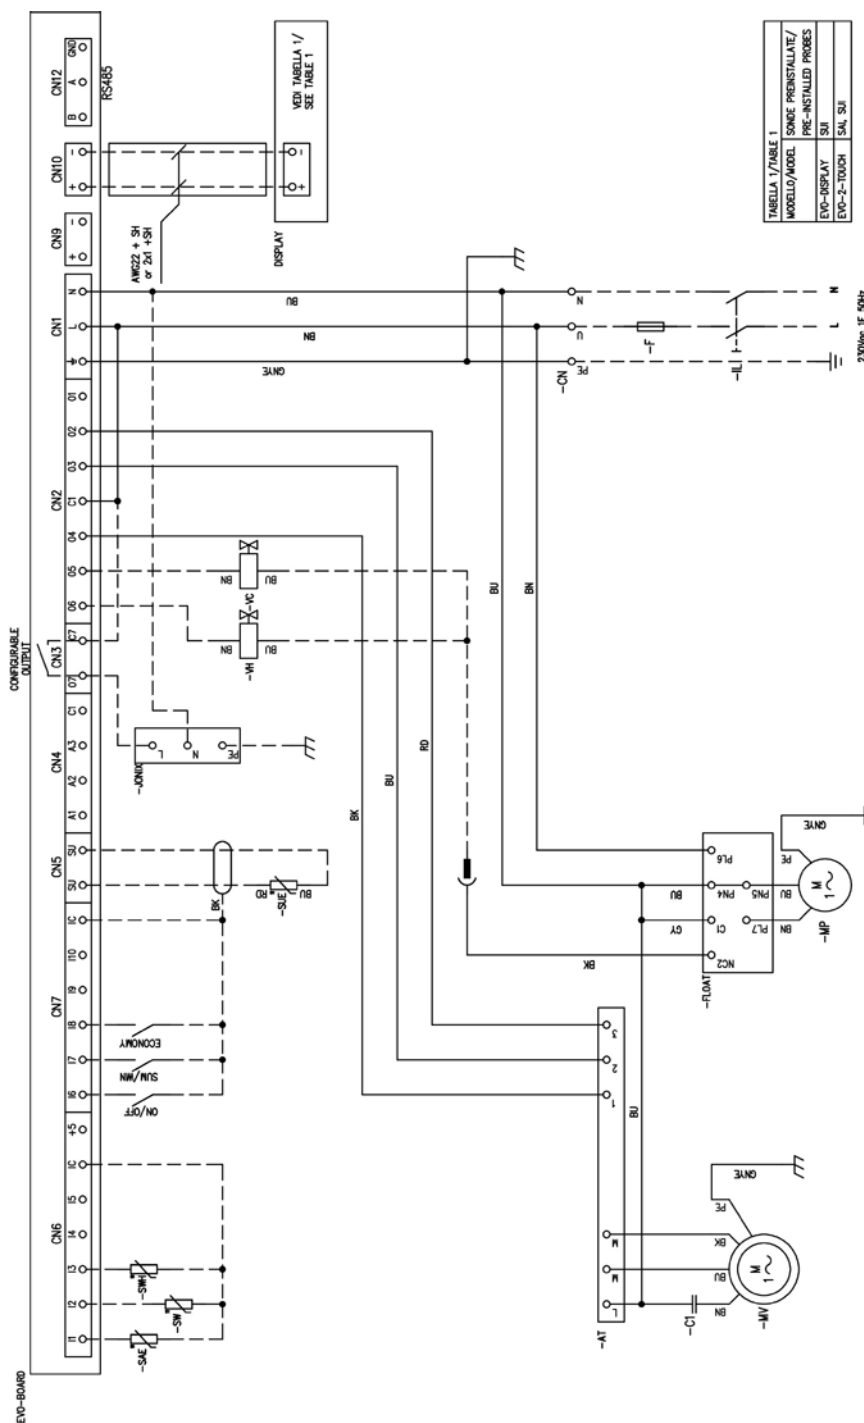 EVO-BOARD
CONFIGURABLE
OUTPUT
CN6
I1
I2
I3
I4
I5
IC
+5
CN7
I6
I7
I8
I9
I10
IC
CN5
SU
SU
CN4
A1
A2
A3
C1
CN3
O7
C7
CN2
O6
O5
O4
C1
O3
O2
O1
CN1
L
N
CN9
+
-
CN10
+
-
CN12
B
A
GND
RS485
AWG22 + SH
or 2x1 +SH
DISPLAY
+
-
VEDI TABELLA 1/
SEE TABLE 1
TABELLA 1/TABLE 1
MODELLO/MODEL
SONDE PREINSTALLATE/
PRE-INSTALLED PROBES
EVO-DISPLAY
SUI
EVO-2-TOUCH
SAI, SUI
-SAE
-SW
-SWH
ON/OFF
SUM/WIN
ECONOMY
BK
RD
-SUE
BU
-JONIX
L
N
PE
BN
-VH
BU
BN
-VC
BU
BK
BU
RD
GNYE
BN
BU
BU
BN
-CN
PE
U
N
-F
-IL
L
N
230Vac 1F 50Hz
BK
-FLOAT
NC2
C1
PN4
PL6
PL7
PN5
GY
BU
BN
BU
PE
GNYE
M
1
-MP
-AT
L
M
M
1
2
3
BU
-C1
BN
BU
BK
PE
GNYE
M
1
-MV